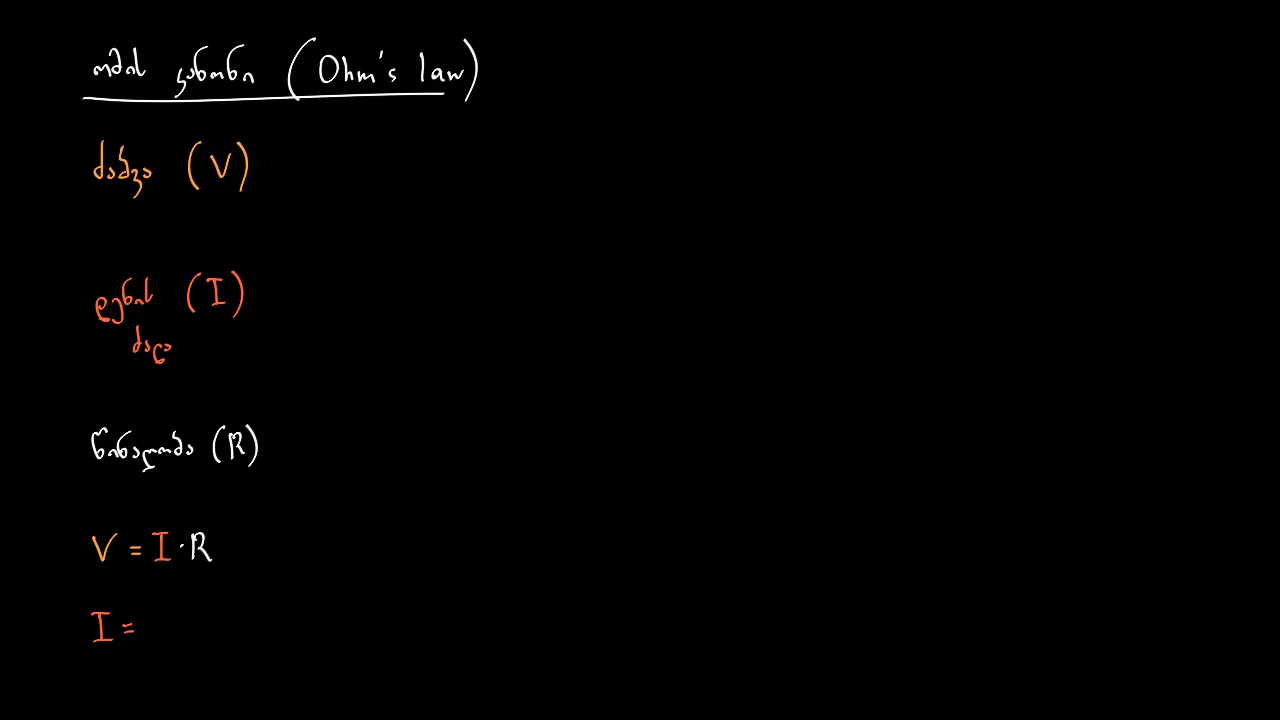 ომის კანონი (Ohm's law)
ძაბვა (V)
დენის (I)
ძალა
წინაღობა (R)
V = I · R
I =